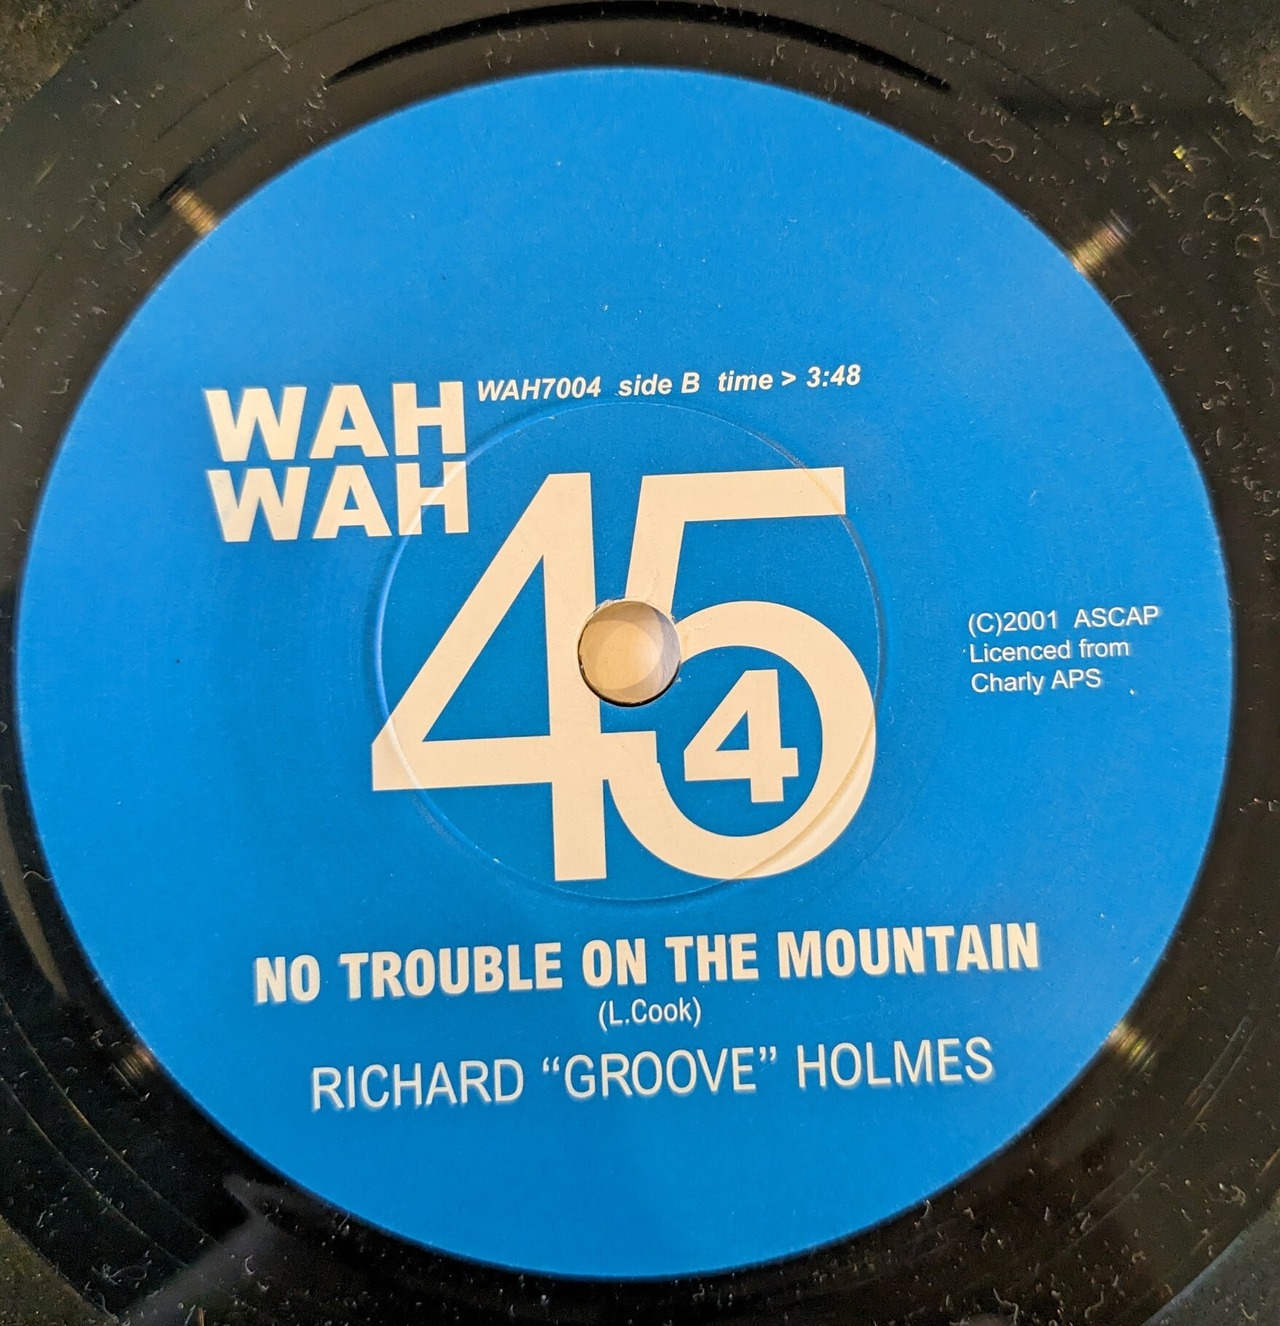 WAH
WAH
WAH7004 side B time > 3:48
45
4
(C)2001 ASCAP
Licenced from
Charly APS
NO TROUBLE ON THE MOUNTAIN
(L.Cook)
RICHARD “GROOVE” HOLMES